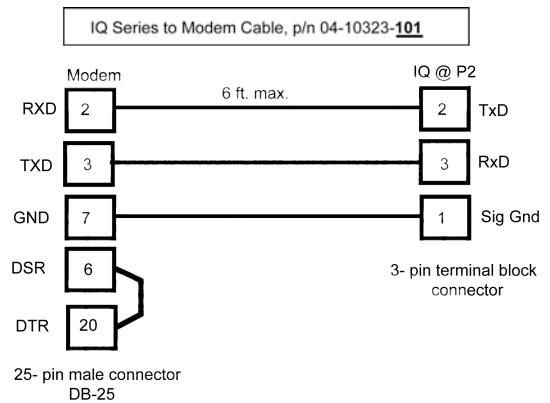 IQ Series to Modem Cable, p/n 04-10323-101
Modem
IQ @ P2
6 ft. max.
RXD 2 2 TxD
TXD 3 3 RxD
GND 7 1 Sig Gnd
DSR 6
3- pin terminal block
connector
DTR 20
25- pin male connector
DB-25